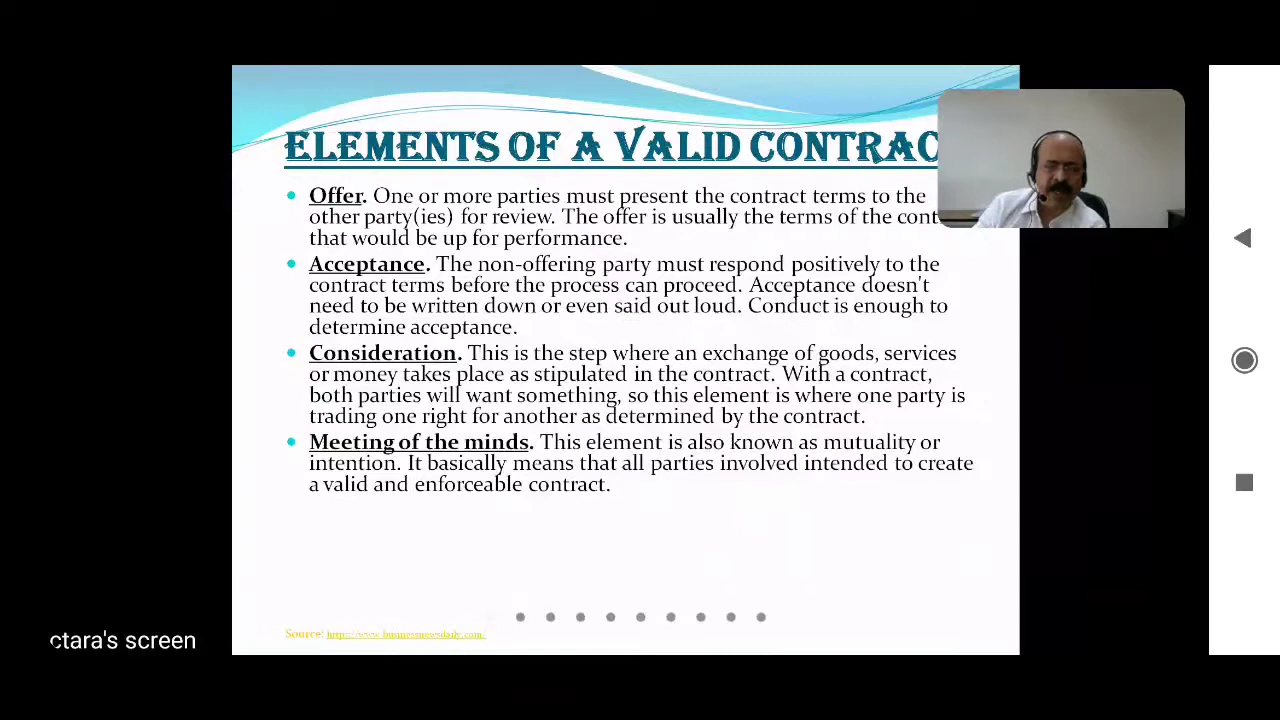 ELEMENTS OF A VALID CONTRAC
Offer. One or more parties must present the contract terms to the
other party(ies) for review. The offer is usually the terms of the cont
that would be up for performance.
Acceptance. The non-offering party must respond positively to the
contract terms before the process can proceed. Acceptance doesn't
need to be written down or even said out loud. Conduct is enough to
determine acceptance.
Consideration. This is the step where an exchange of goods, services
or money takes place as stipulated in the contract. With a contract,
both parties will want something, so this element is where one party is
trading one right for another as determined by the contract.
Meeting of the minds. This element is also known as mutuality or
intention. It basically means that all parties involved intended to create
a valid and enforceable contract.
Source: http://www.businessnewsdaily.com
ctara's screen